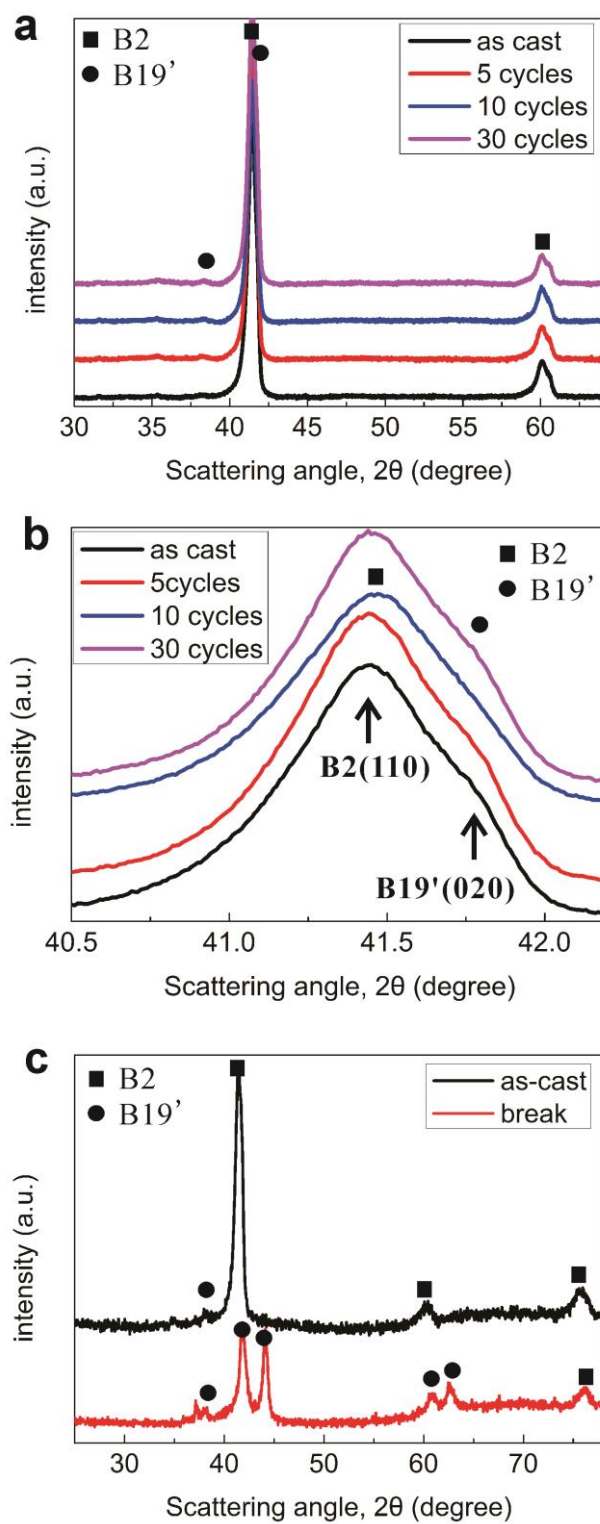 a
B2
B19’
as cast
5 cycles
10 cycles
30 cycles
intensity (a.u.)
30 35 40 45 50 55 60
Scattering angle, 2θ (degree)
b
as cast
5cycles
10 cycles
30 cycles
B2
B19’
B2(110)
B19'(020)
intensity (a.u.)
40.5 41.0 41.5 42.0
Scattering angle, 2θ (degree)
c
B2
B19’
as-cast
break
intensity (a.u.)
30 40 50 60 70
Scattering angle, 2θ (degree)